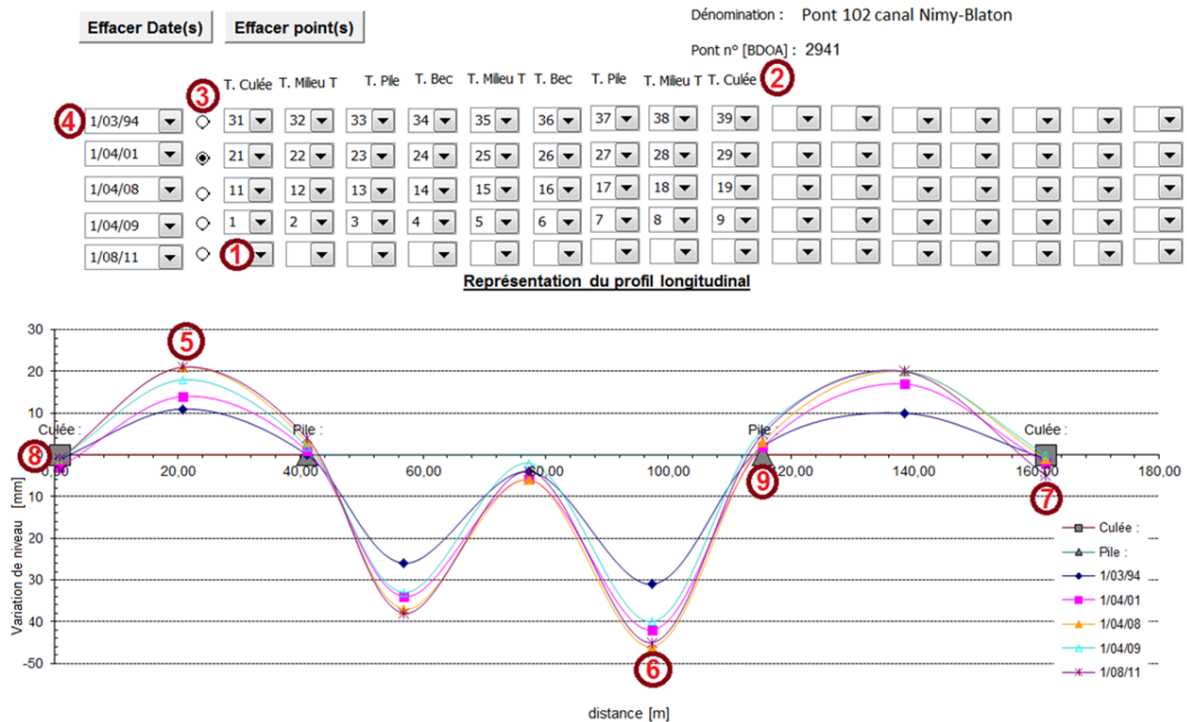 Effacer Date(s) Effacer point(s)
Dénomination : Pont 102 canal Nimy-Blaton
Pont n° [BDOA] : 2941
3 T. Culée T. Milieu T T. Pile T. Bec T. Milieu T T. Bec T. Pile T. Milieu T T. Culée 2
4 1/03/94 31 32 33 34 35 36 37 38 39
1/04/01 21 22 23 24 25 26 27 28 29
1/04/08 11 12 13 14 15 16 17 18 19
1/04/09 1 2 3 4 5 6 7 8 9
1/08/11 1
Représentation du profil longitudinal
30
5
20
10
Culée : Pile : Pile : Culée :
8
0,00 20,00 40,00 60,00 80,00 100,00 120,00 140,00 160,00 180,00
9
7
10
20
30
40
-50
6
Variation de niveau [mm]
Culée :
Pile :
1/03/94
1/04/01
1/04/08
1/04/09
1/08/11
distance [m]